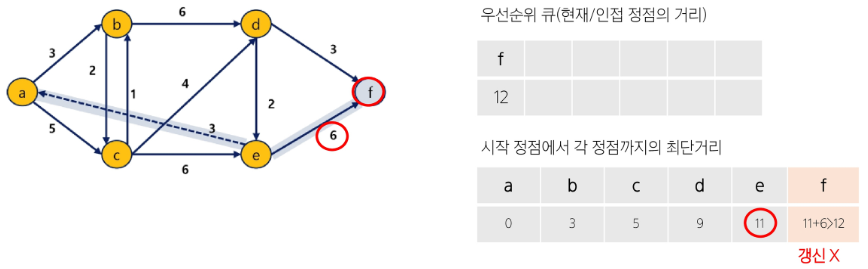 우선순위 큐(현재/인접 정점의 거리)
f
12
시작 정점에서 각 정점까지의 최단거리
a b c d e f
0 3 5 9 11 11+6>12
갱신 X
6
b d
3 2 1 4 2 3
a f
3 6
5
c e
6